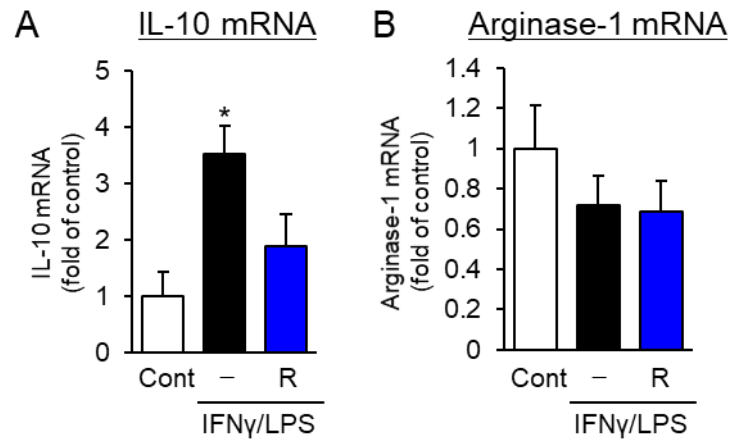 A
IL-10 mRNA
IL-10 mRNA
(fold of control)
5
4
3
2
1
0
*
Cont
–
R
IFNγ/LPS
B
Arginase-1 mRNA
Arginase-1 mRNA
(fold of control)
1.4
1.2
1
0.8
0.6
0.4
0.2
0
Cont
–
R
IFNγ/LPS